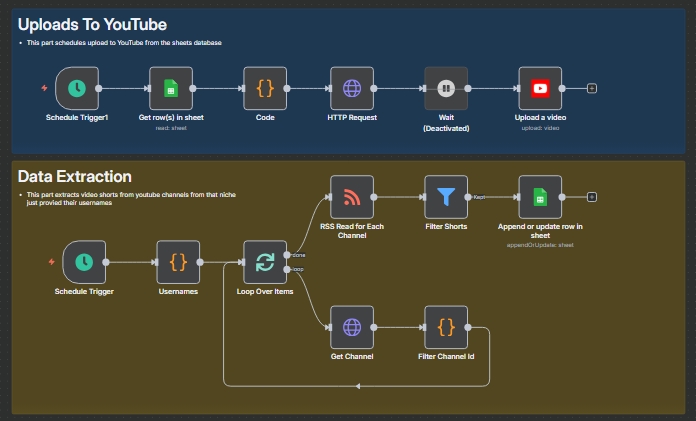 Uploads To YouTube
• This part schedules upload to YouTube from the sheets database
Schedule Trigger1
Get row(s) in sheet
read: sheet
Code
HTTP Request
Wait
(Deactivated)
Upload a video
upload: video
Data Extraction
• This part extracts video shorts from youtube channels from that niche
just provied their usernames
RSS Read for Each
Channel
Filter Shorts
Kept
Append or update row in
sheet
appendOrUpdate: sheet
Schedule Trigger
Usernames
Loop Over Items
done
loop
Get Channel
Filter Channel Id